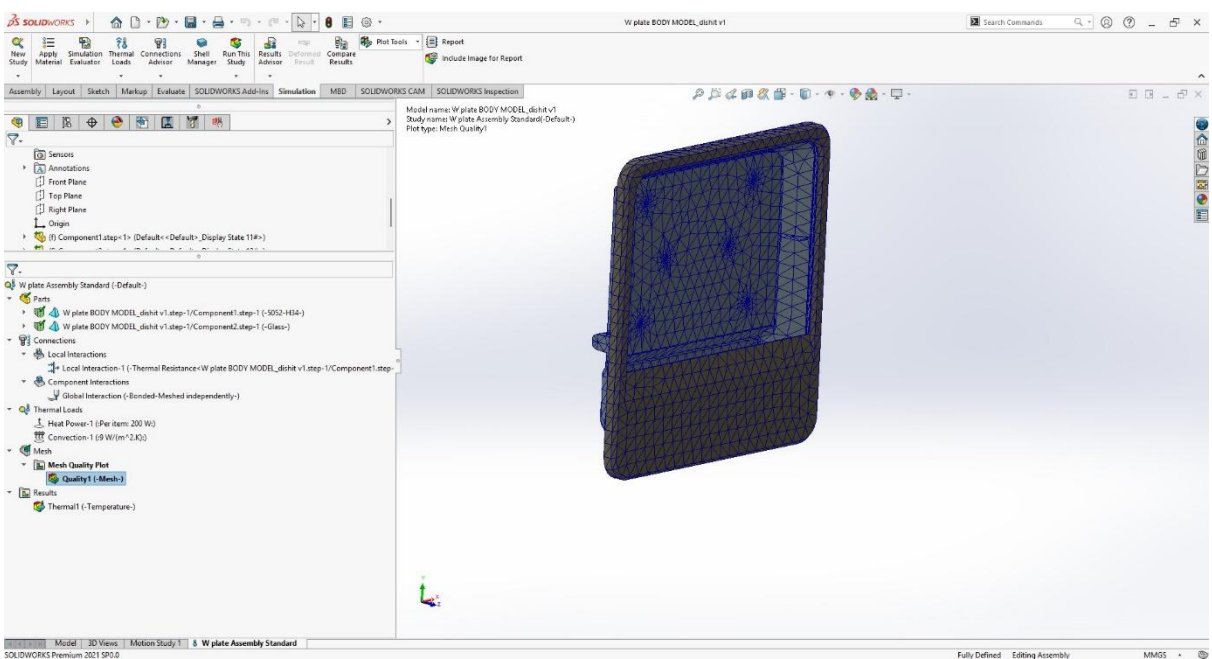 SOLIDWORKS
W plate BODY MODEL_dishit v1
Search Commands
New Study
Apply Material
Simulation Evaluator
Thermal Loads
Connections Advisor
Shell Manager
Run This Study
Results Advisor
Deformed Result
Compare Results
Plot Tools
Report
Include Image for Report
Assembly Layout Sketch Markup Evaluate SOLIDWORKS Add-Ins Simulation MBD SOLIDWORKS CAM SOLIDWORKS Inspection
Model name: W plate BODY MODEL_dishit v1
Study name: W plate Assembly Standard(-Default-)
Plot type: Mesh Quality1
Sensors
Annotations
Front Plane
Top Plane
Right Plane
Origin
(f) Component1.step<1> (Default<<Default>_Display State 11#>)
W plate Assembly Standard (-Default-)
Parts
W plate BODY MODEL_dishit v1.step-1/Component1.step-1 (-5052-H34-)
W plate BODY MODEL_dishit v1.step-1/Component2.step-1 (-Glass-)
Connections
Local Interactions
Local Interaction-1 (-Thermal Resistance<W plate BODY MODEL_dishit v1.step-1/Component1.step-
Component Interactions
Global Interaction (-Bonded-Meshed independently-)
Thermal Loads
Heat Power-1 (:Per item: 200 W:)
Convection-1 (:9 W/(m^2.K):)
Mesh
Mesh Quality Plot
Quality1 (-Mesh-)
Results
Thermal1 (-Temperature-)
Y
X
Z
Model 3D Views Motion Study 1 W plate Assembly Standard
SOLIDWORKS Premium 2021 SP0.0
Fully Defined Editing Assembly MMGS